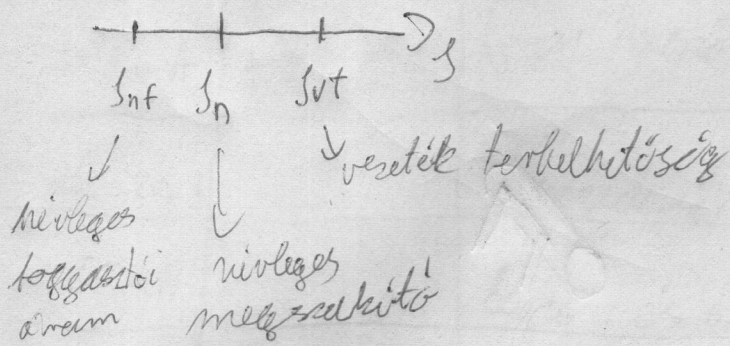 I
Inf In Ivt
vezeték terhelhetőség
névleges
fogyasztói névleges
áram megszakító